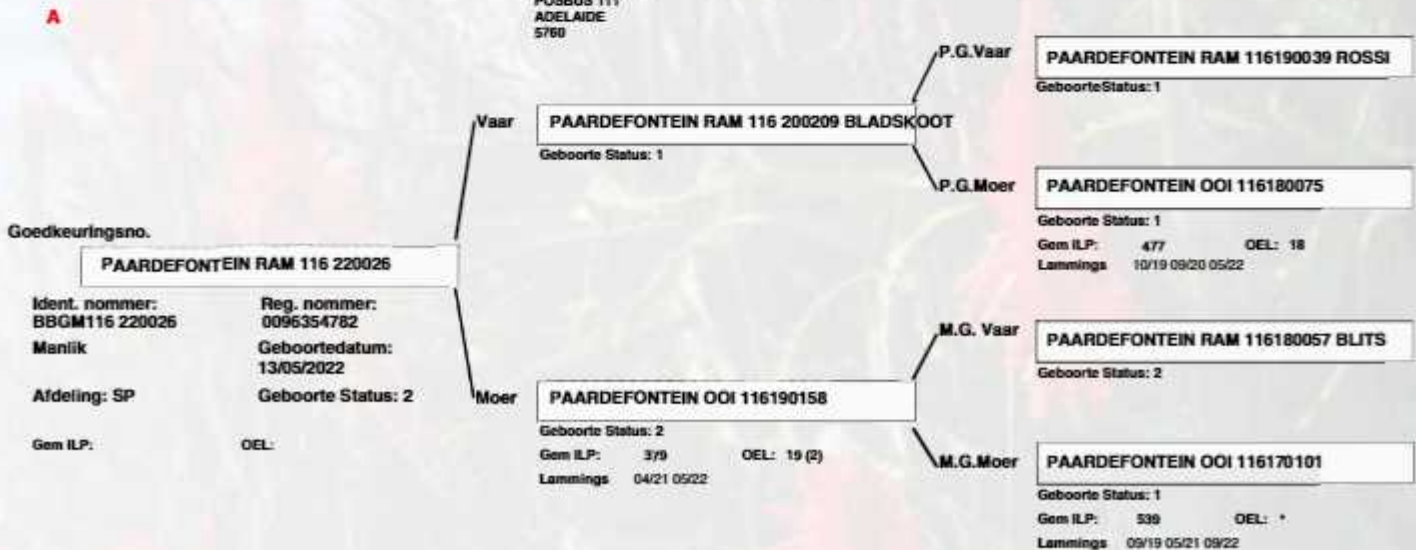 A
POSBUS 111
ADELAIDE
5760
P.G.Vaar
PAARDEFONTEIN RAM 116190039 ROSSI
GeboorteStatus: 1
Vaar
PAARDEFONTEIN RAM 116 200209 BLADSKOOT
Geboorte Status: 1
P.G.Moer
PAARDEFONTEIN OOI 116180075
Geboorte Status: 1
Gem ILP: 477 OEL: 18
Lammings 10/19 09/20 05/22
Goedkeuringsno.
PAARDEFONTEIN RAM 116 220026
Ident. nommer: Reg. nommer:
BBGM116 220026 0096354782
Manlik Geboortedatum:
13/05/2022
Afdeling: SP Geboorte Status: 2
Gem ILP: OEL:
M.G. Vaar
PAARDEFONTEIN RAM 116180057 BLITS
Geboorte Status: 2
Moer
PAARDEFONTEIN OOI 116190158
Geboorte Status: 2
Gem ILP: 379 OEL: 19 (2)
Lammings 04/21 05/22
M.G.Moer
PAARDEFONTEIN OOI 116170101
Geboorte Status: 1
Gem ILP: 539 OEL: *
Lammings 09/19 05/21 09/22